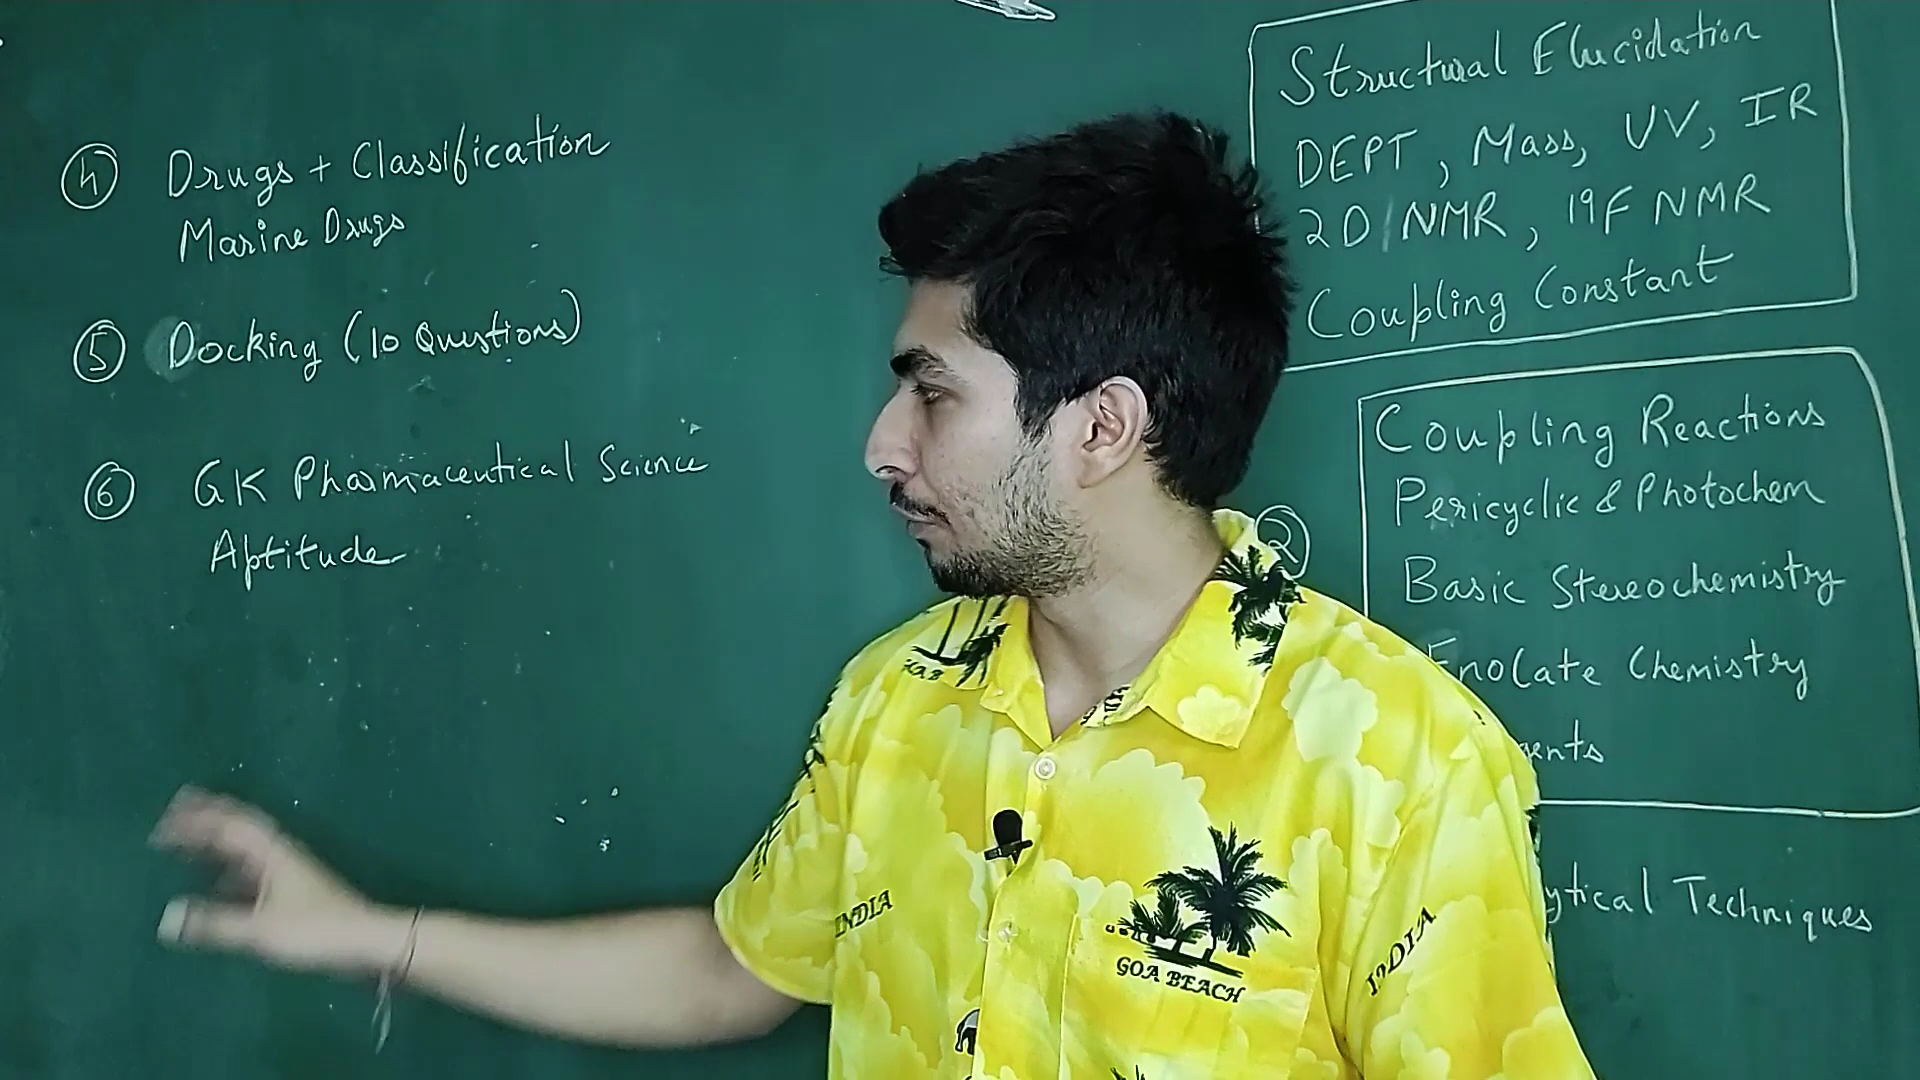 ④ Drugs + Classification
Marine Drugs
⑤ Docking (10 Questions)
⑥ GK Pharmaceutical Science
Aptitude
Structural Elucidation
DEPT, Mass, UV, IR
2D NMR, 19F NMR
Coupling Constant
②
Coupling Reactions
Pericyclic & Photochem
Basic Stereochemistry
Enolate Chemistry
Techniques
INDIA
GOA BEACH
INDIA